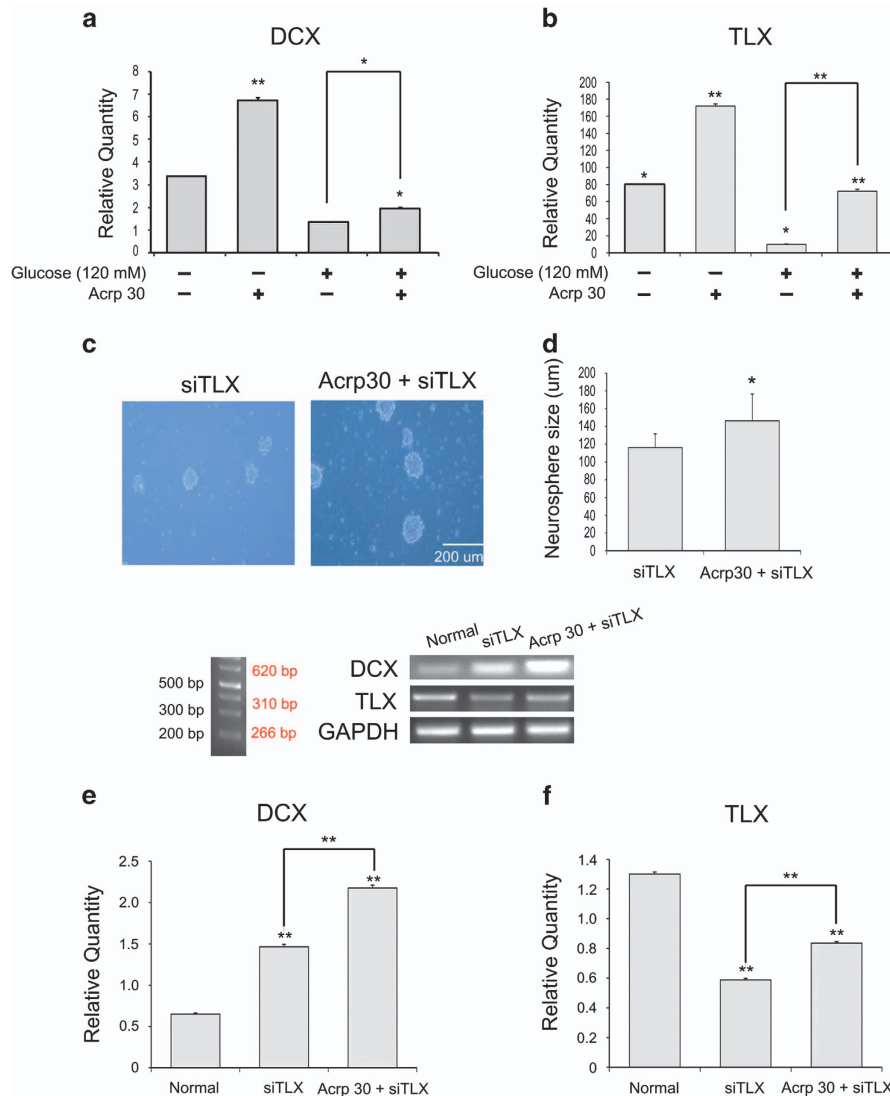 a
DCX
*
**
*
Relative Quantity
8
7
6
5
4
3
2
1
0
Glucose (120 mM) − − + +
Acrp 30 − + − +
b
TLX
**
**
*
**
*
Relative Quantity
200
180
160
140
120
100
80
60
40
20
0
Glucose (120 mM) − − + +
Acrp 30 − + − +
c
siTLX
Acrp30 + siTLX
200 um
d
*
Neurosphere size (um)
200
180
160
140
120
100
80
60
40
20
0
siTLX Acrp30 + siTLX
500 bp
300 bp
200 bp
620 bp
310 bp
266 bp
Normal siTLX Acrp 30 + siTLX
DCX
TLX
GAPDH
e
DCX
**
**
**
Relative Quantity
2.5
2.0
1.5
1.0
0.5
0
Normal siTLX Acrp 30 + siTLX
f
TLX
**
**
**
Relative Quantity
1.4
1.2
1.0
0.8
0.6
0.4
0.2
0
Normal siTLX Acrp 30 + siTLX